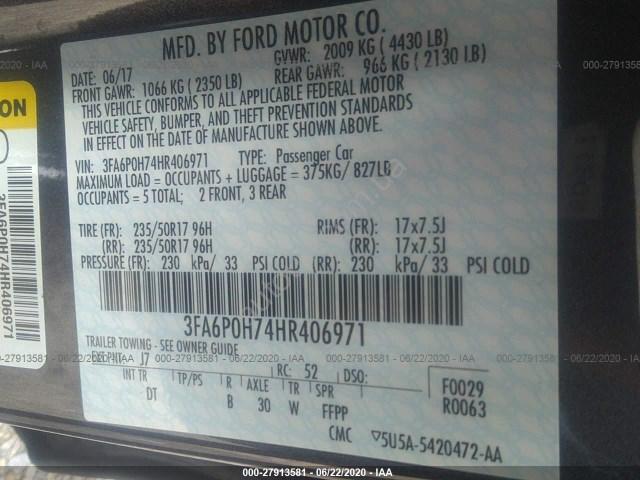 MFD. BY FORD MOTOR CO.
DATE: 06/17
GVWR: 2009 KG ( 4430 LB)
FRONT GAWR: 1066 KG ( 2350 LB)
REAR GAWR: 966 KG ( 2130 LB)
THIS VEHICLE CONFORMS TO ALL APPLICABLE FEDERAL MOTOR
VEHICLE SAFETY, BUMPER, AND THEFT PREVENTION STANDARDS
IN EFFECT ON THE DATE OF MANUFACTURE SHOWN ABOVE.
VIN: 3FA6P0H74HR406971
TYPE: Passenger Car
MAXIMUM LOAD = OCCUPANTS + LUGGAGE = 375KG/ 827LB
OCCUPANTS = 5 TOTAL; 2 FRONT, 3 REAR
TIRE (FR): 235/50R17 96H RIMS (FR): 17x7.5J
(RR): 235/50R17 96H (RR): 17x7.5J
PRESSURE (FR): 230 kPa/ 33 PSI COLD (RR): 230 kPa/ 33 PSI COLD
3FA6P0H74HR406971
TRAILER TOWING - SEE OWNER GUIDE
EXT PNT: J7 RC: 52 DSO:
INT TR TP/PS R AXLE TR SPR
DT B 30 W FFPP
F0029
R0063
CMC ▽5U5A-5420472-AA
ON
3FA6P0H74HR406971
000-27913581 - 06/22/2020 - IAA